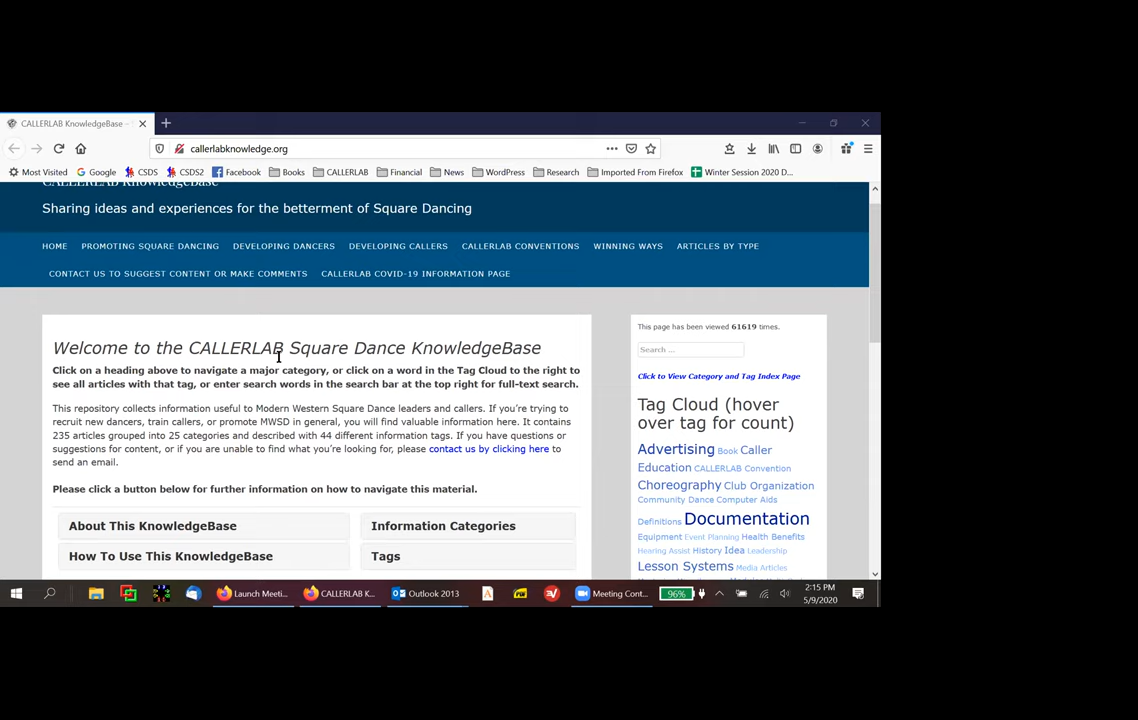 CALLERLAB KnowledgeBase –
callerlabknowledge.org
Most Visited Google CSDS CSDS2 Facebook Books CALLERLAB Financial News WordPress Research Imported From Firefox Winter Session 2020 D...
CALLERLAB KnowledgeBase
Sharing ideas and experiences for the betterment of Square Dancing
HOME PROMOTING SQUARE DANCING DEVELOPING DANCERS DEVELOPING CALLERS CALLERLAB CONVENTIONS WINNING WAYS ARTICLES BY TYPE
CONTACT US TO SUGGEST CONTENT OR MAKE COMMENTS CALLERLAB COVID-19 INFORMATION PAGE
Welcome to the CALLERLAB Square Dance KnowledgeBase
Click on a heading above to navigate a major category, or click on a word in the Tag Cloud to the right to
see all articles with that tag, or enter search words in the search bar at the top right for full-text search.
This repository collects information useful to Modern Western Square Dance leaders and callers. If you're trying to
recruit new dancers, train callers, or promote MWSD in general, you will find valuable information here. It contains
235 articles grouped into 25 categories and described with 44 different information tags. If you have questions or
suggestions for content, or if you are unable to find what you're looking for, please contact us by clicking here to
send an email.
Please click a button below for further information on how to navigate this material.
About This KnowledgeBase Information Categories
How To Use This KnowledgeBase Tags
This page has been viewed 61619 times.
Search ...
Click to View Category and Tag Index Page
Tag Cloud (hover
over tag for count)
Advertising Book Caller
Education CALLERLAB Convention
Choreography Club Organization
Community Dance Computer Aids
Definitions Documentation
Equipment Event Planning Health Benefits
Hearing Assist History Idea Leadership
Lesson Systems Media Articles
Launch Meeti... CALLERLAB K... Outlook 2013 Meeting Cont... 96% 2:15 PM
5/9/2020